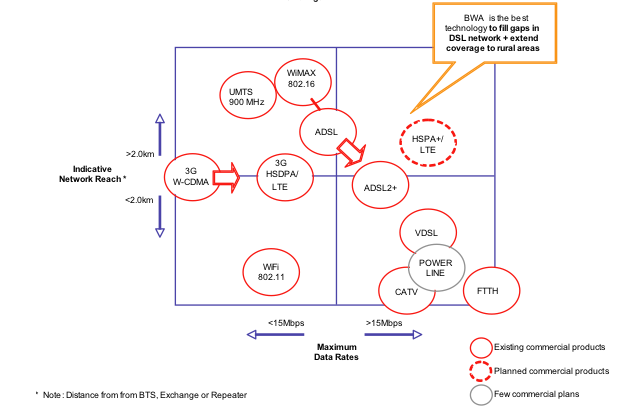 BWA is the best
technology to fill gaps in
DSL network + extend
coverage to rural areas
WiMAX
802.16
UMTS
900 MHz
ADSL
HSPA+/
LTE
>2.0km
Indicative
Network Reach *
<2.0km
3G
W-CDMA
3G
HSDPA/
LTE
ADSL2+
VDSL
POWER
LINE
WiFi
802.11
CATV
FTTH
<15Mbps
>15Mbps
Maximum
Data Rates
Existing commercial products
Planned commercial products
Few commercial plans
* Note: Distance from from BTS, Exchange or Repeater